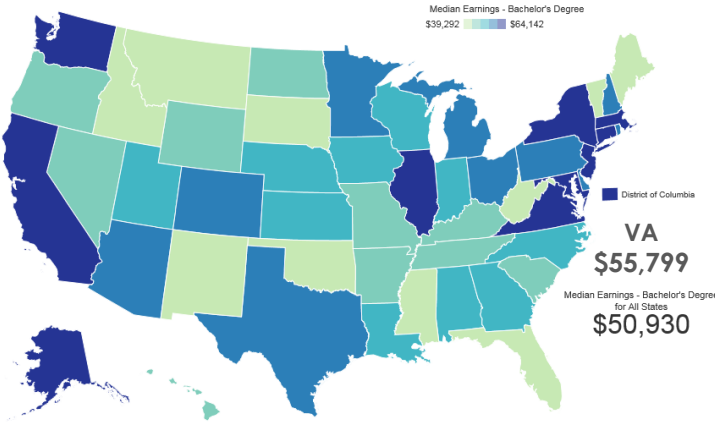 Median Earnings - Bachelor's Degree
$39,292 $64,142
District of Columbia
VA
$55,799
Median Earnings - Bachelor's Degree
for All States
$50,930